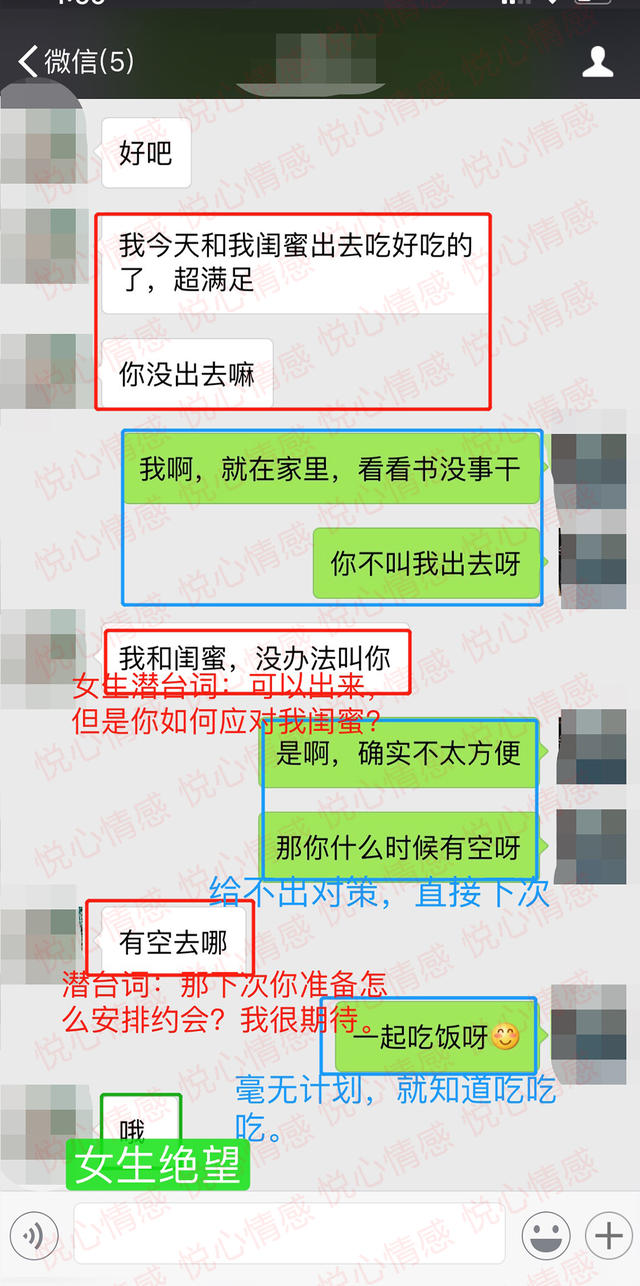 微信(5)
好吧
我今天和我闺蜜出去吃好吃的
了，超满足
你没出去嘛
我啊，就在家里，看看书没事干
你不叫我出去呀
我和闺蜜，没办法叫你
女生潜台词：可以出来，
但是你如何应对我闺蜜？
是啊，确实不太方便
那你什么时候有空呀
给不出对策，直接下次
有空去哪
潜台词：那下次你准备怎
么安排约会？我很期待。
一起吃饭呀😊
毫无计划，就知道吃吃
吃。
哦
女生绝望
悦心情感